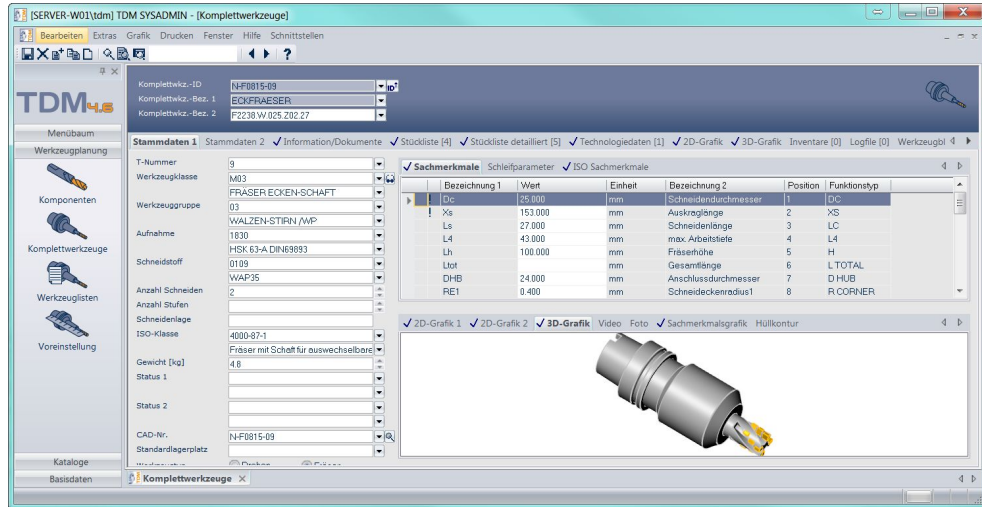 [SERVER-W01\tdm] TDM SYSADMIN - [Komplettwerkzeuge]
Bearbeiten Extras Grafik Drucken Fenster Hilfe Schnittstellen
TDM4.6
Menübaum
Werkzeugplanung
Komponenten
Komplettwerkzeuge
Werkzeuglisten
Voreinstellung
Kataloge
Basisdaten
Komplettwkz.-ID N-F0815-09 ID
Komplettwkz.-Bez. 1 ECKFRAESER
Komplettwkz.-Bez. 2 F2238.W.025.Z02.27
Stammdaten 1 Stammdaten 2 Information/Dokumente Stückliste [4] Stückliste detailliert [5] Technologiedaten [1] 2D-Grafik 3D-Grafik Inventare [0] Logfile [0] Werkzeugbl
T-Nummer 9
Werkzeugklasse M03
FRASER ECKEN-SCHAFT
Werkzeuggruppe 03
WALZEN-STIRN /WP
Aufnahme 1830
HSK 63-A DIN69893
Schneidstoff 0109
WAP35
Anzahl Schneiden 2
Anzahl Stufen
Schneidenlage
ISO-Klasse 4000-87-1
Fräser mit Schaft für auswechselbare
Gewicht [kg] 4.8
Status 1
Status 2
CAD-Nr. N-F0815-09
Standardlagerplatz
Sachmerkmale Schleifparameter ISO Sachmerkmale
Bezeichnung 1 Wert Einheit Bezeichnung 2 Position Funktionstyp
! Dc 25.000 mm Schneidendurchmesser 1 DC
! Xs 153.000 mm Auskraglänge 2 XS
Ls 27.000 mm Schneidenlänge 3 LC
L4 43.000 mm max. Arbeitstiefe 4 L4
Lh 100.000 mm Fräserhöhe 5 H
Ltot mm Gesamtlänge 6 L TOTAL
DHB 24.000 mm Anschlussdurchmesser 7 D HUB
RE1 0.400 mm Schneideckenradius1 8 R CORNER
2D-Grafik 1 2D-Grafik 2 3D-Grafik Video Foto Sachmerkmalsgrafik Hüllkontur
Komplettwerkzeuge